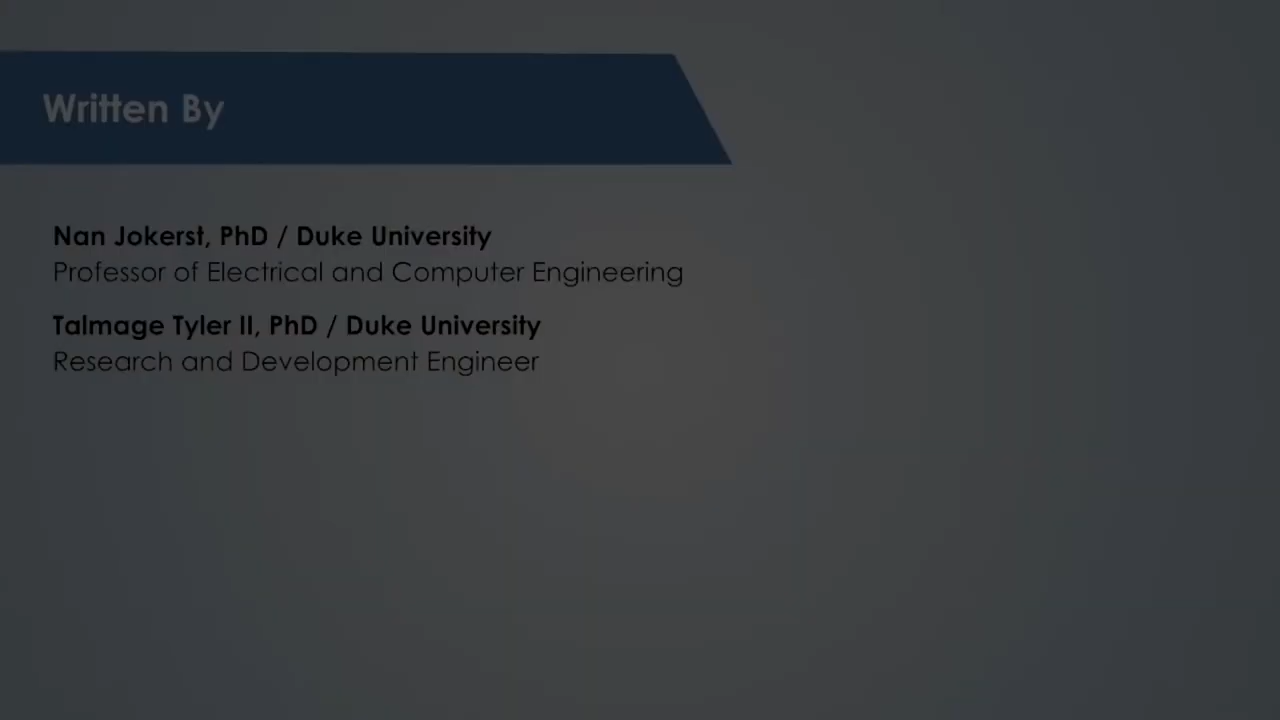 Written By
Nan Jokerst, PhD / Duke University
Professor of Electrical and Computer Engineering
Talmage Tyler II, PhD / Duke University
Research and Development Engineer